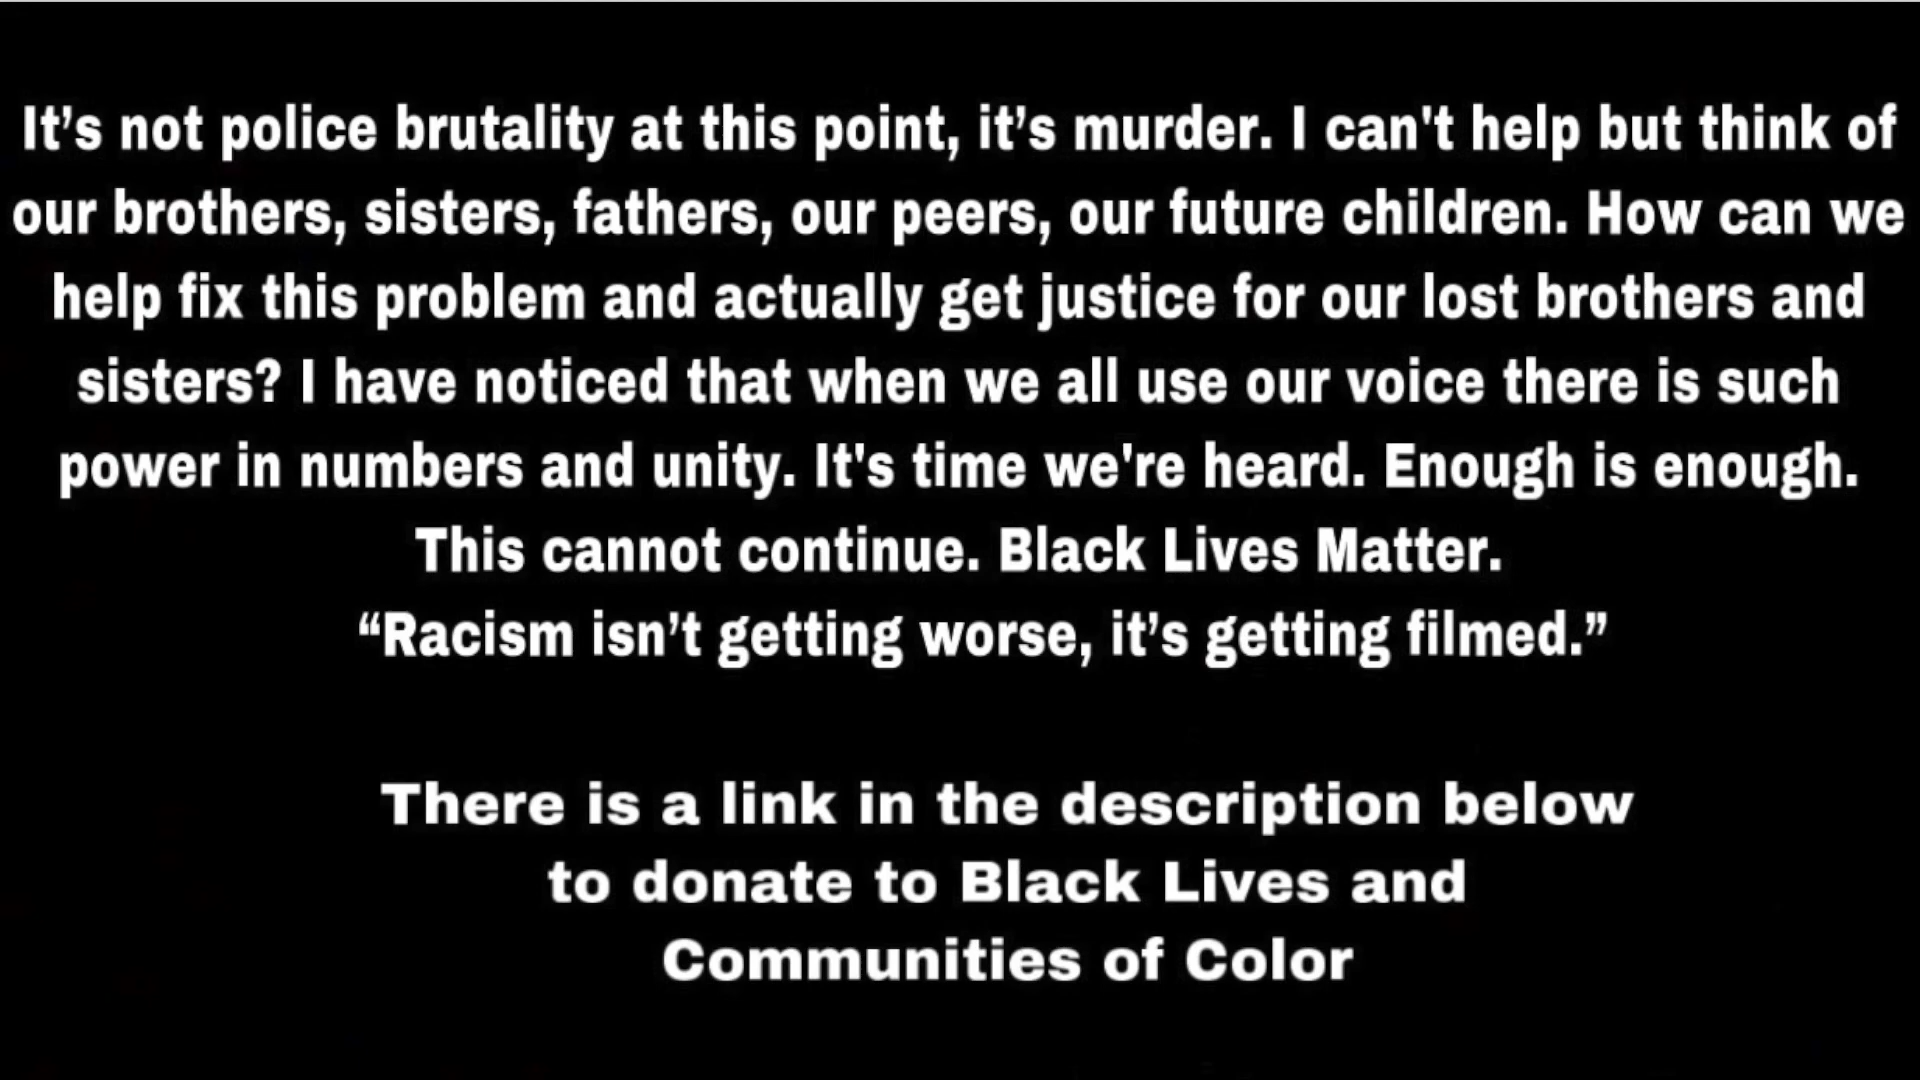 It’s not police brutality at this point, it’s murder. I can't help but think of
our brothers, sisters, fathers, our peers, our future children. How can we
help fix this problem and actually get justice for our lost brothers and
sisters? I have noticed that when we all use our voice there is such
power in numbers and unity. It's time we're heard. Enough is enough.
This cannot continue. Black Lives Matter.
“Racism isn’t getting worse, it’s getting filmed.”
There is a link in the description below
to donate to Black Lives and
Communities of Color